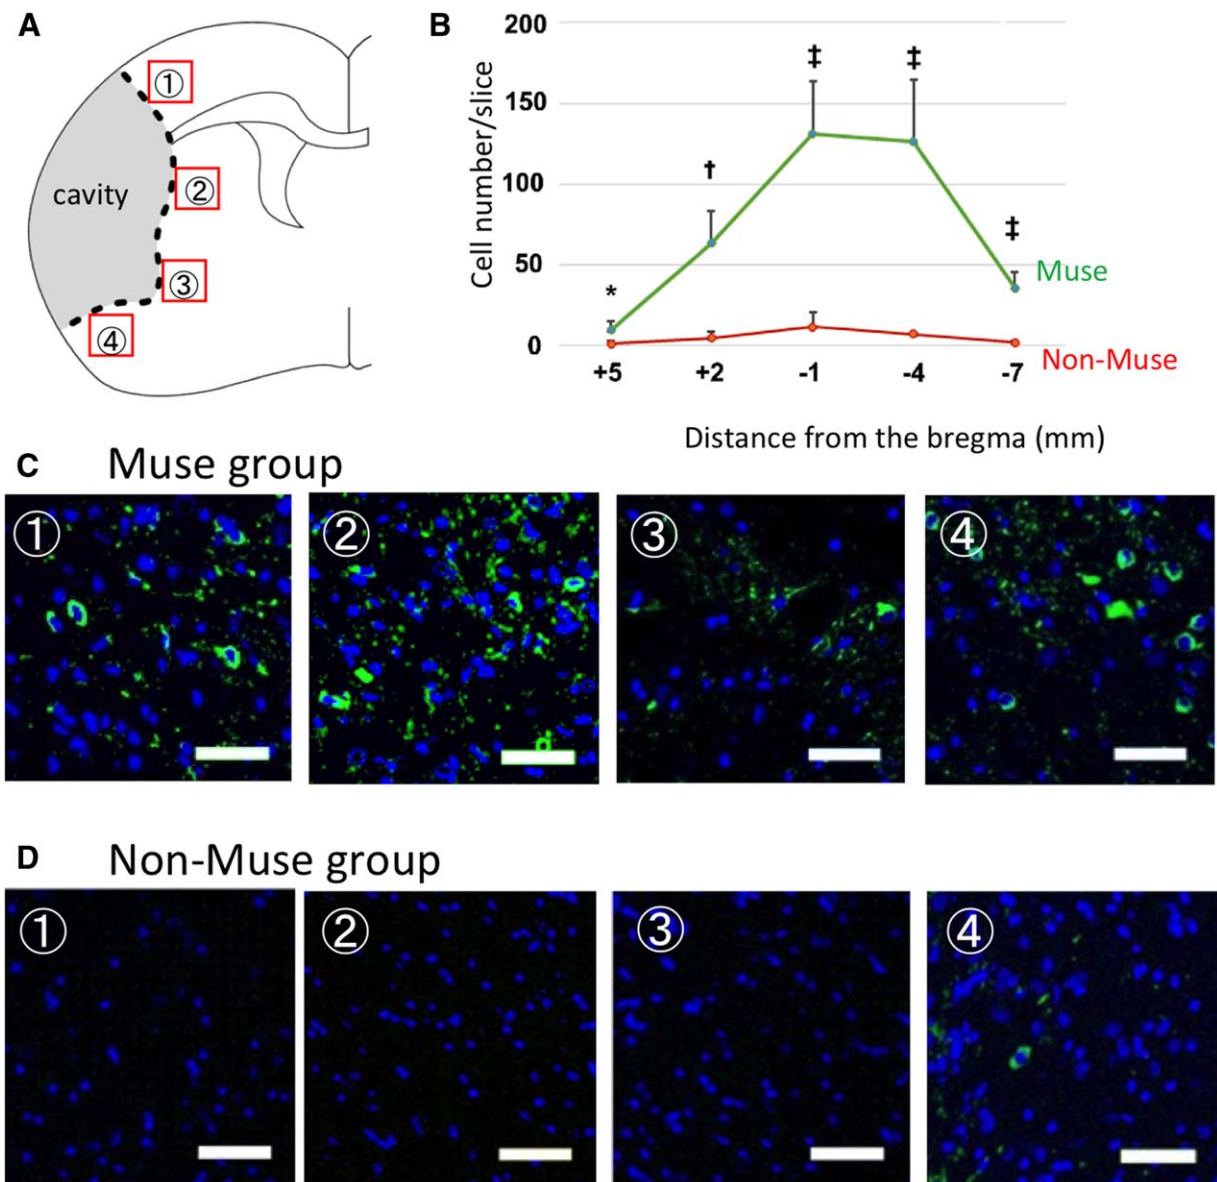 A
①
②
cavity
③
④
B
200
150
100
50
0
Cell number/slice
*
†
‡
‡
‡
Muse
Non-Muse
+5 +2 -1 -4 -7
Distance from the bregma (mm)
C Muse group
① ② ③ ④
D Non-Muse group
① ② ③ ④